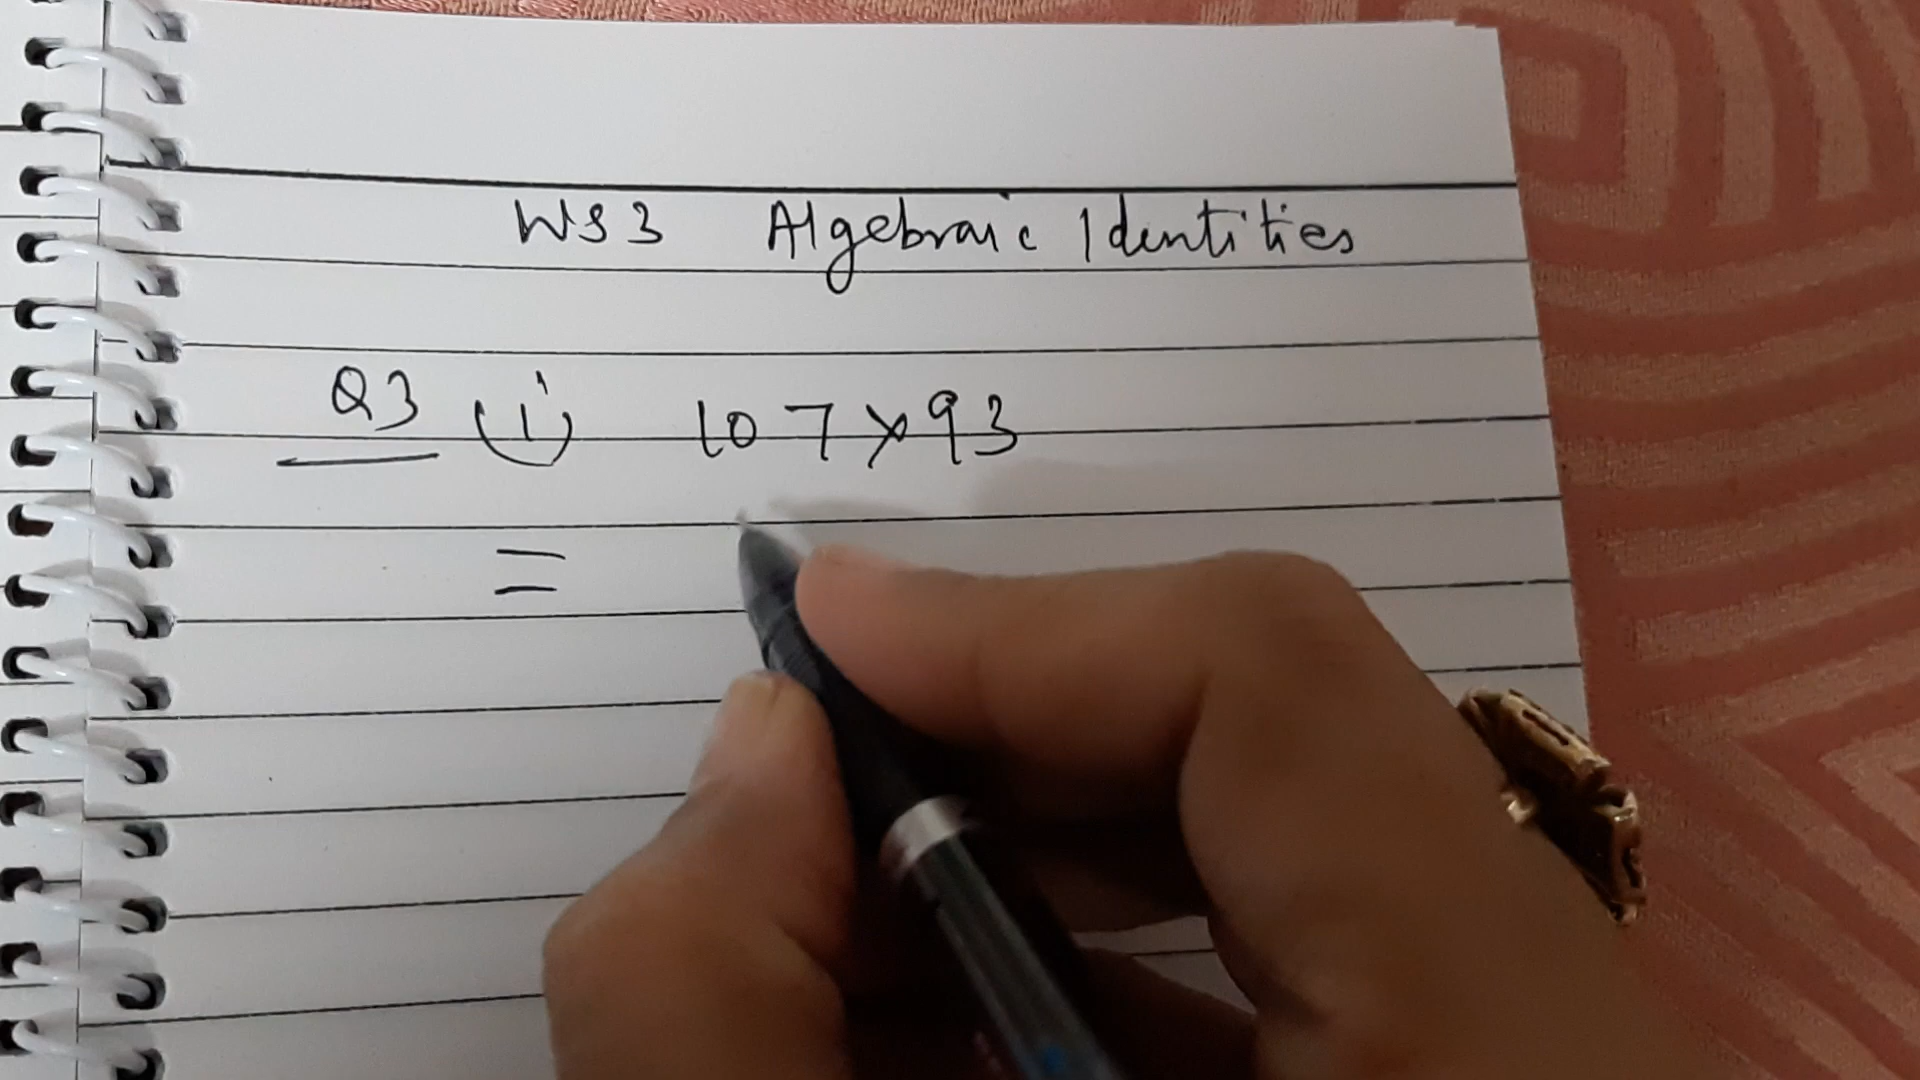 WS3 Algebraic Identities
Q3 (i) 107×93
=